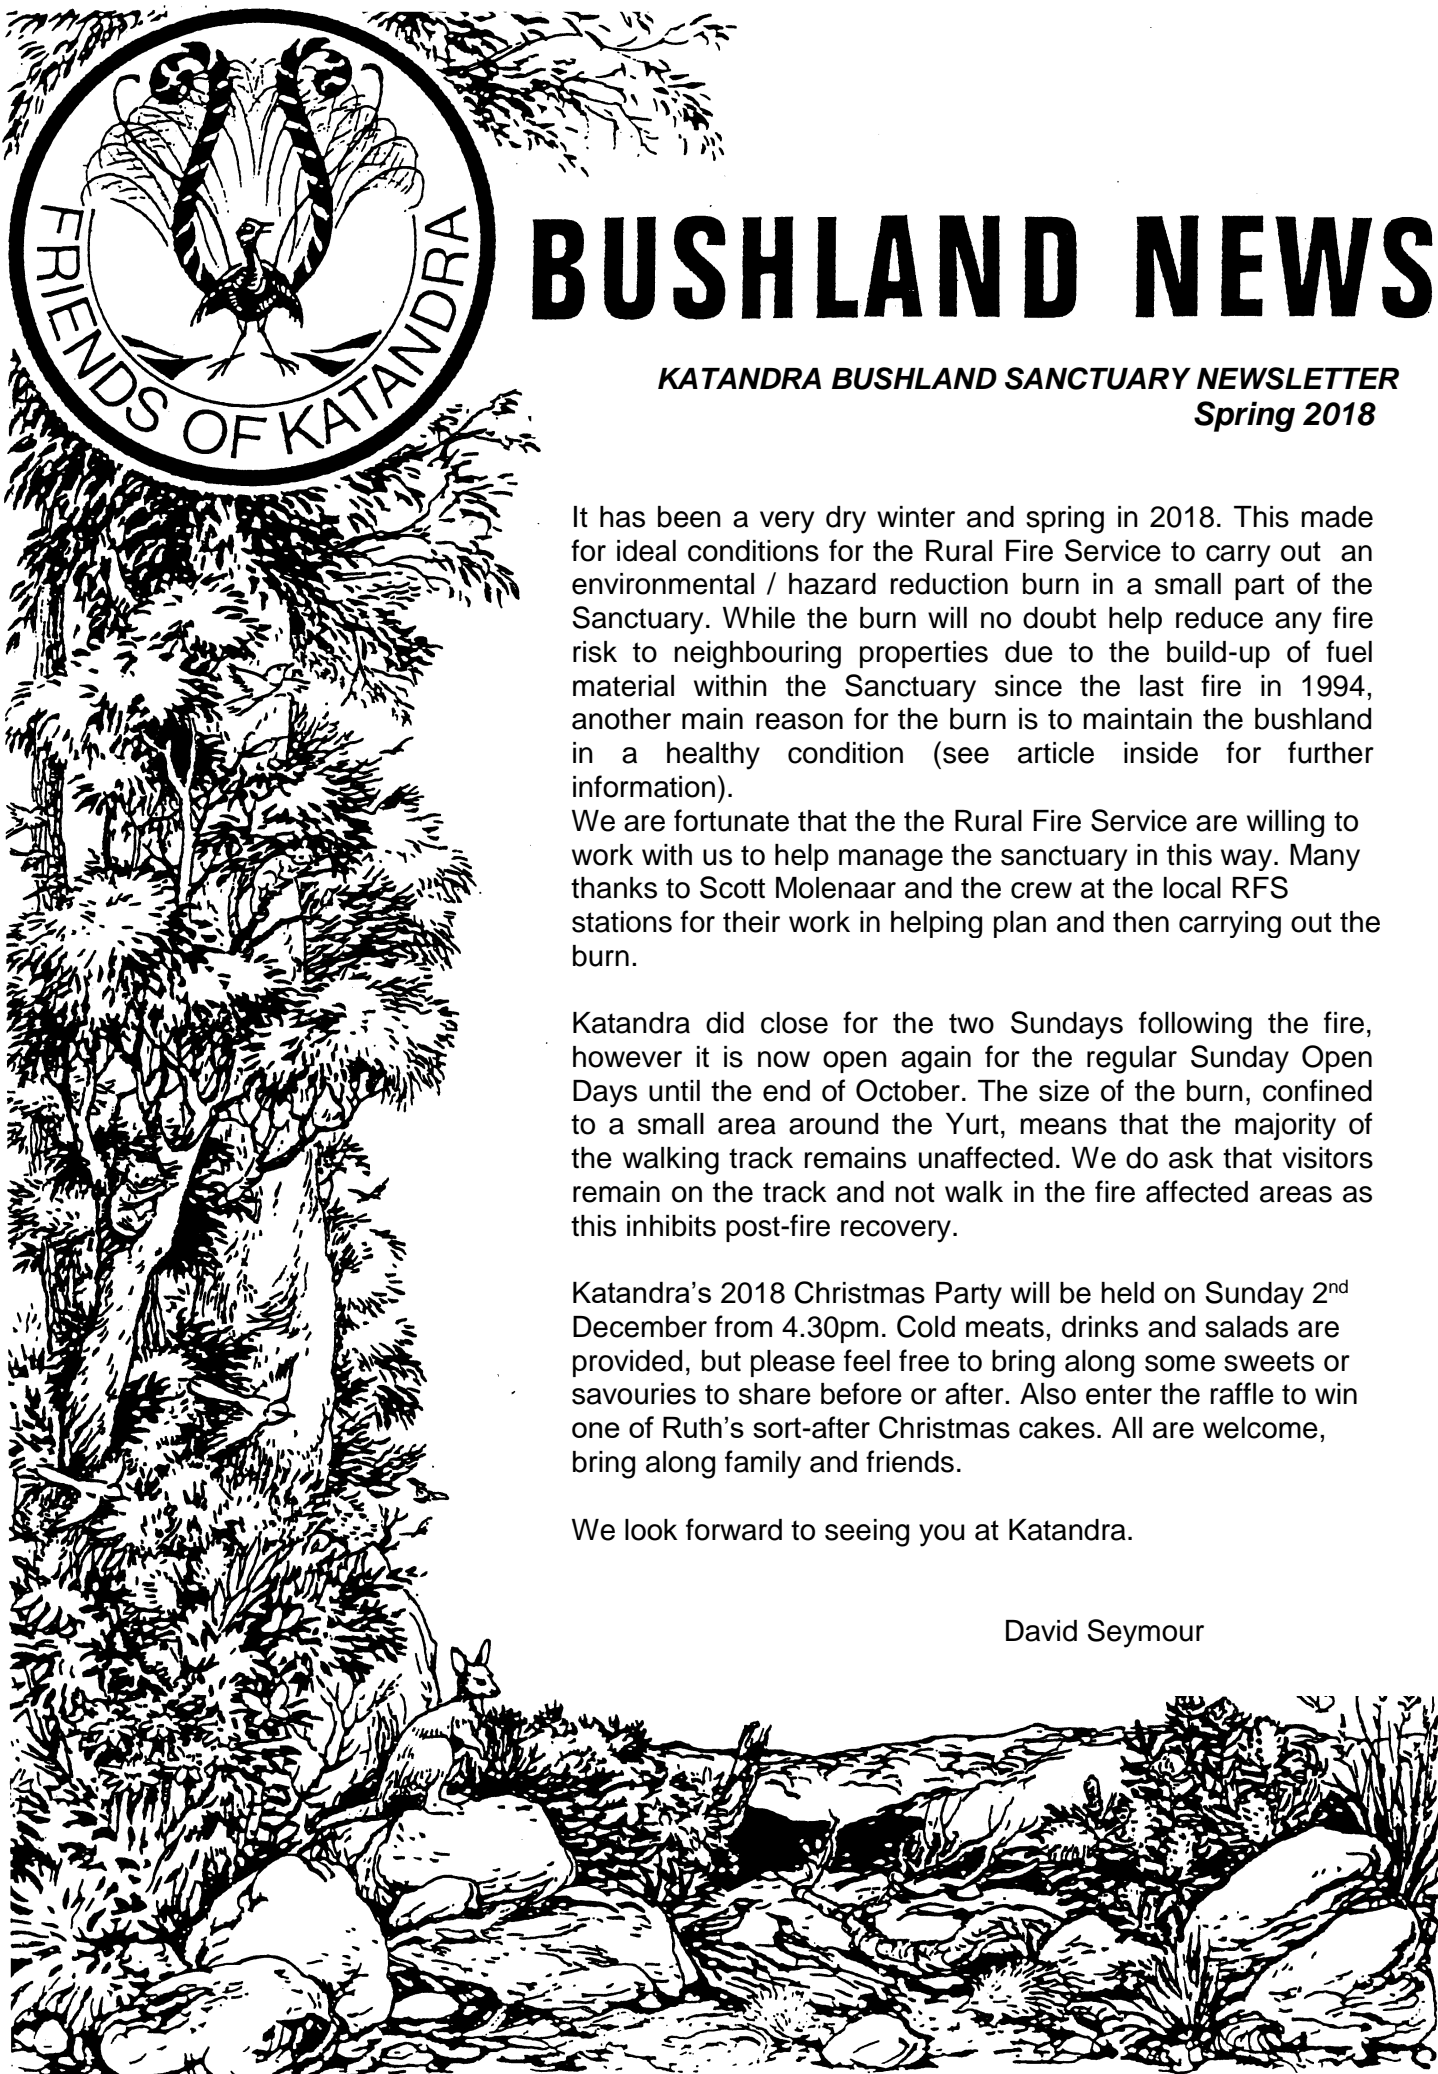 FRIENDS OF KATANDRA
BUSHLAND NEWS
KATANDRA BUSHLAND SANCTUARY NEWSLETTER
Spring 2018
It has been a very dry winter and spring in 2018. This made
for ideal conditions for the Rural Fire Service to carry out an
environmental / hazard reduction burn in a small part of the
Sanctuary. While the burn will no doubt help reduce any fire
risk to neighbouring properties due to the build-up of fuel
material within the Sanctuary since the last fire in 1994,
another main reason for the burn is to maintain the bushland
in a healthy condition (see article inside for further
information).
We are fortunate that the the Rural Fire Service are willing to
work with us to help manage the sanctuary in this way. Many
thanks to Scott Molenaar and the crew at the local RFS
stations for their work in helping plan and then carrying out the
burn.
Katandra did close for the two Sundays following the fire,
however it is now open again for the regular Sunday Open
Days until the end of October. The size of the burn, confined
to a small area around the Yurt, means that the majority of
the walking track remains unaffected. We do ask that visitors
remain on the track and not walk in the fire affected areas as
this inhibits post-fire recovery.
Katandra’s 2018 Christmas Party will be held on Sunday 2nd
December from 4.30pm. Cold meats, drinks and salads are
provided, but please feel free to bring along some sweets or
savouries to share before or after. Also enter the raffle to win
one of Ruth’s sort-after Christmas cakes. All are welcome,
bring along family and friends.
We look forward to seeing you at Katandra.
David Seymour